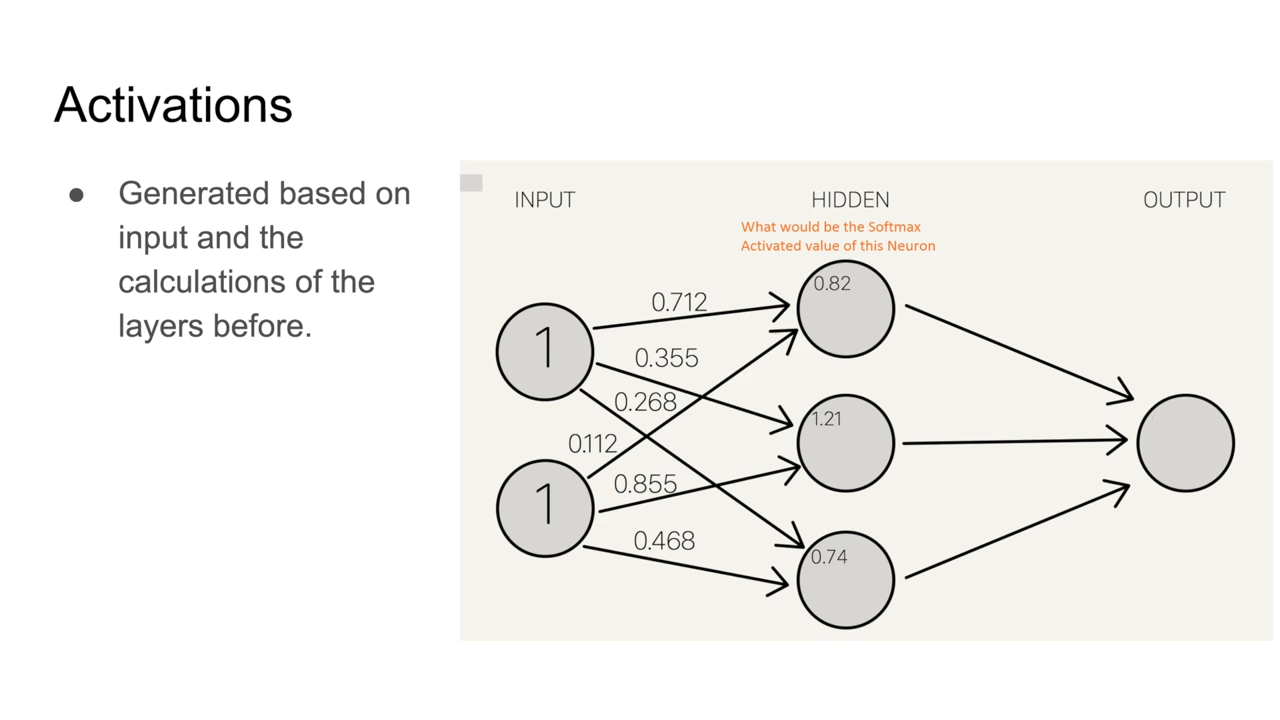 Activations
● Generated based on
input and the
calculations of the
layers before.
INPUT
HIDDEN
OUTPUT
What would be the Softmax
Activated value of this Neuron
0.82
0.712
1
0.355
0.268
1.21
0.112
0.855
1
0.468
0.74